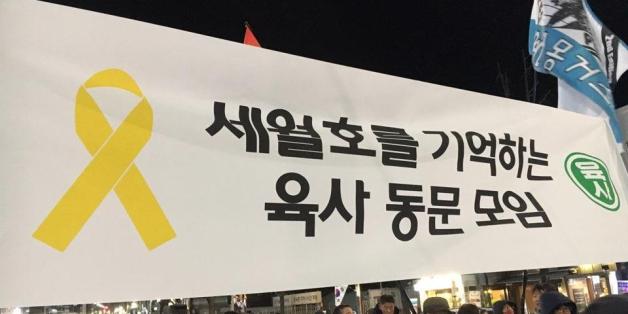 세월호를 기억하는
육사 동문 모임
육사